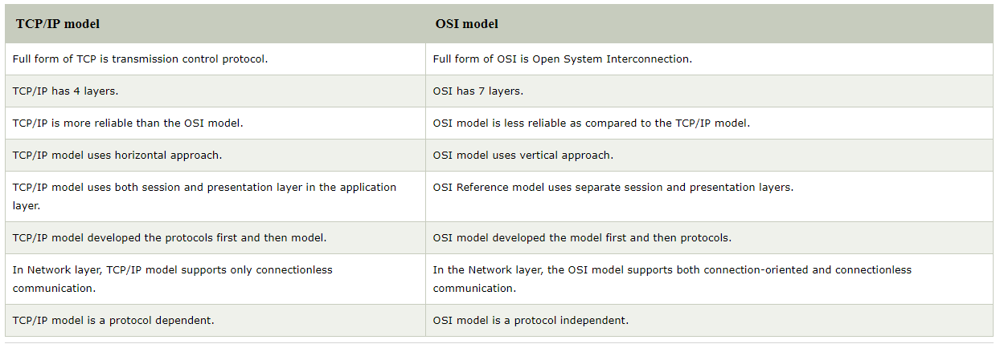 TCP/IP model
OSI model
Full form of TCP is transmission control protocol.
Full form of OSI is Open System Interconnection.
TCP/IP has 4 layers.
OSI has 7 layers.
TCP/IP is more reliable than the OSI model.
OSI model is less reliable as compared to the TCP/IP model.
TCP/IP model uses horizontal approach.
OSI model uses vertical approach.
TCP/IP model uses both session and presentation layer in the application
layer.
OSI Reference model uses separate session and presentation layers.
TCP/IP model developed the protocols first and then model.
OSI model developed the model first and then protocols.
In Network layer, TCP/IP model supports only connectionless
communication.
In the Network layer, the OSI model supports both connection-oriented and connectionless
communication.
TCP/IP model is a protocol dependent.
OSI model is a protocol independent.